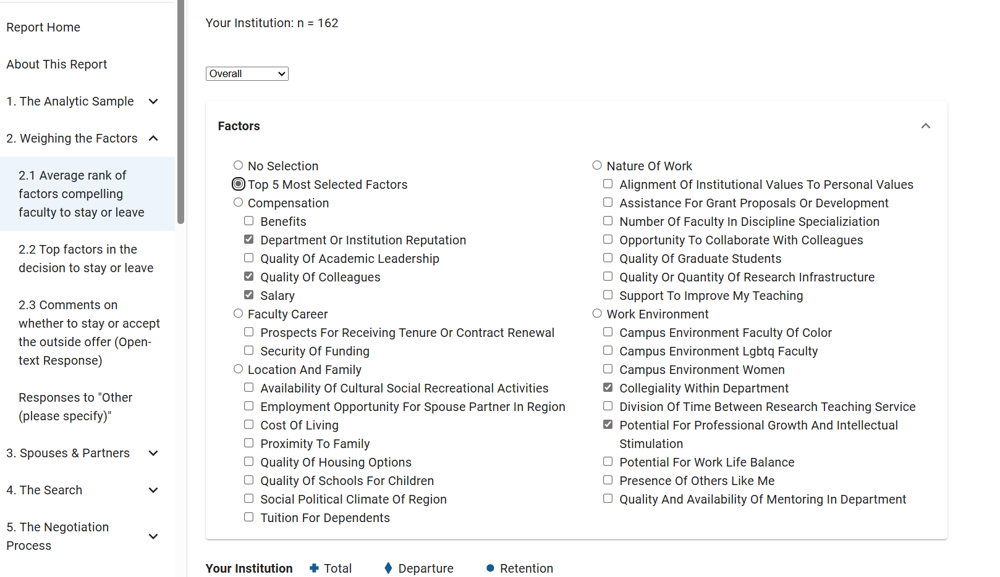 Report Home
About This Report
1. The Analytic Sample
2. Weighing the Factors
2.1 Average rank of
factors compelling
faculty to stay or leave
2.2 Top factors in the
decision to stay or leave
2.3 Comments on
whether to stay or accept
the outside offer (Open-
text Response)
Responses to "Other
(please specify)"
3. Spouses & Partners
4. The Search
5. The Negotiation
Process
Your Institution: n = 162
Overall
Factors
No Selection
Top 5 Most Selected Factors
Compensation
Benefits
Department Or Institution Reputation
Quality Of Academic Leadership
Quality Of Colleagues
Salary
Faculty Career
Prospects For Receiving Tenure Or Contract Renewal
Security Of Funding
Location And Family
Availability Of Cultural Social Recreational Activities
Employment Opportunity For Spouse Partner In Region
Cost Of Living
Proximity To Family
Quality Of Housing Options
Quality Of Schools For Children
Social Political Climate Of Region
Tuition For Dependents
Nature Of Work
Alignment Of Institutional Values To Personal Values
Assistance For Grant Proposals Or Development
Number Of Faculty In Discipline Specializiation
Opportunity To Collaborate With Colleagues
Quality Of Graduate Students
Quality Or Quantity Of Research Infrastructure
Support To Improve My Teaching
Work Environment
Campus Environment Faculty Of Color
Campus Environment Lgbtq Faculty
Campus Environment Women
Collegiality Within Department
Division Of Time Between Research Teaching Service
Potential For Professional Growth And Intellectual
Stimulation
Potential For Work Life Balance
Presence Of Others Like Me
Quality And Availability Of Mentoring In Department
Your Institution Total Departure Retention